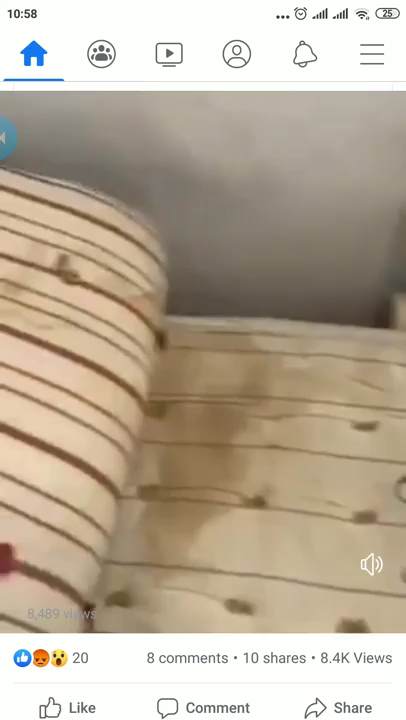 10:58
25
8,489 views
20
8 comments • 10 shares • 8.4K Views
Like
Comment
Share